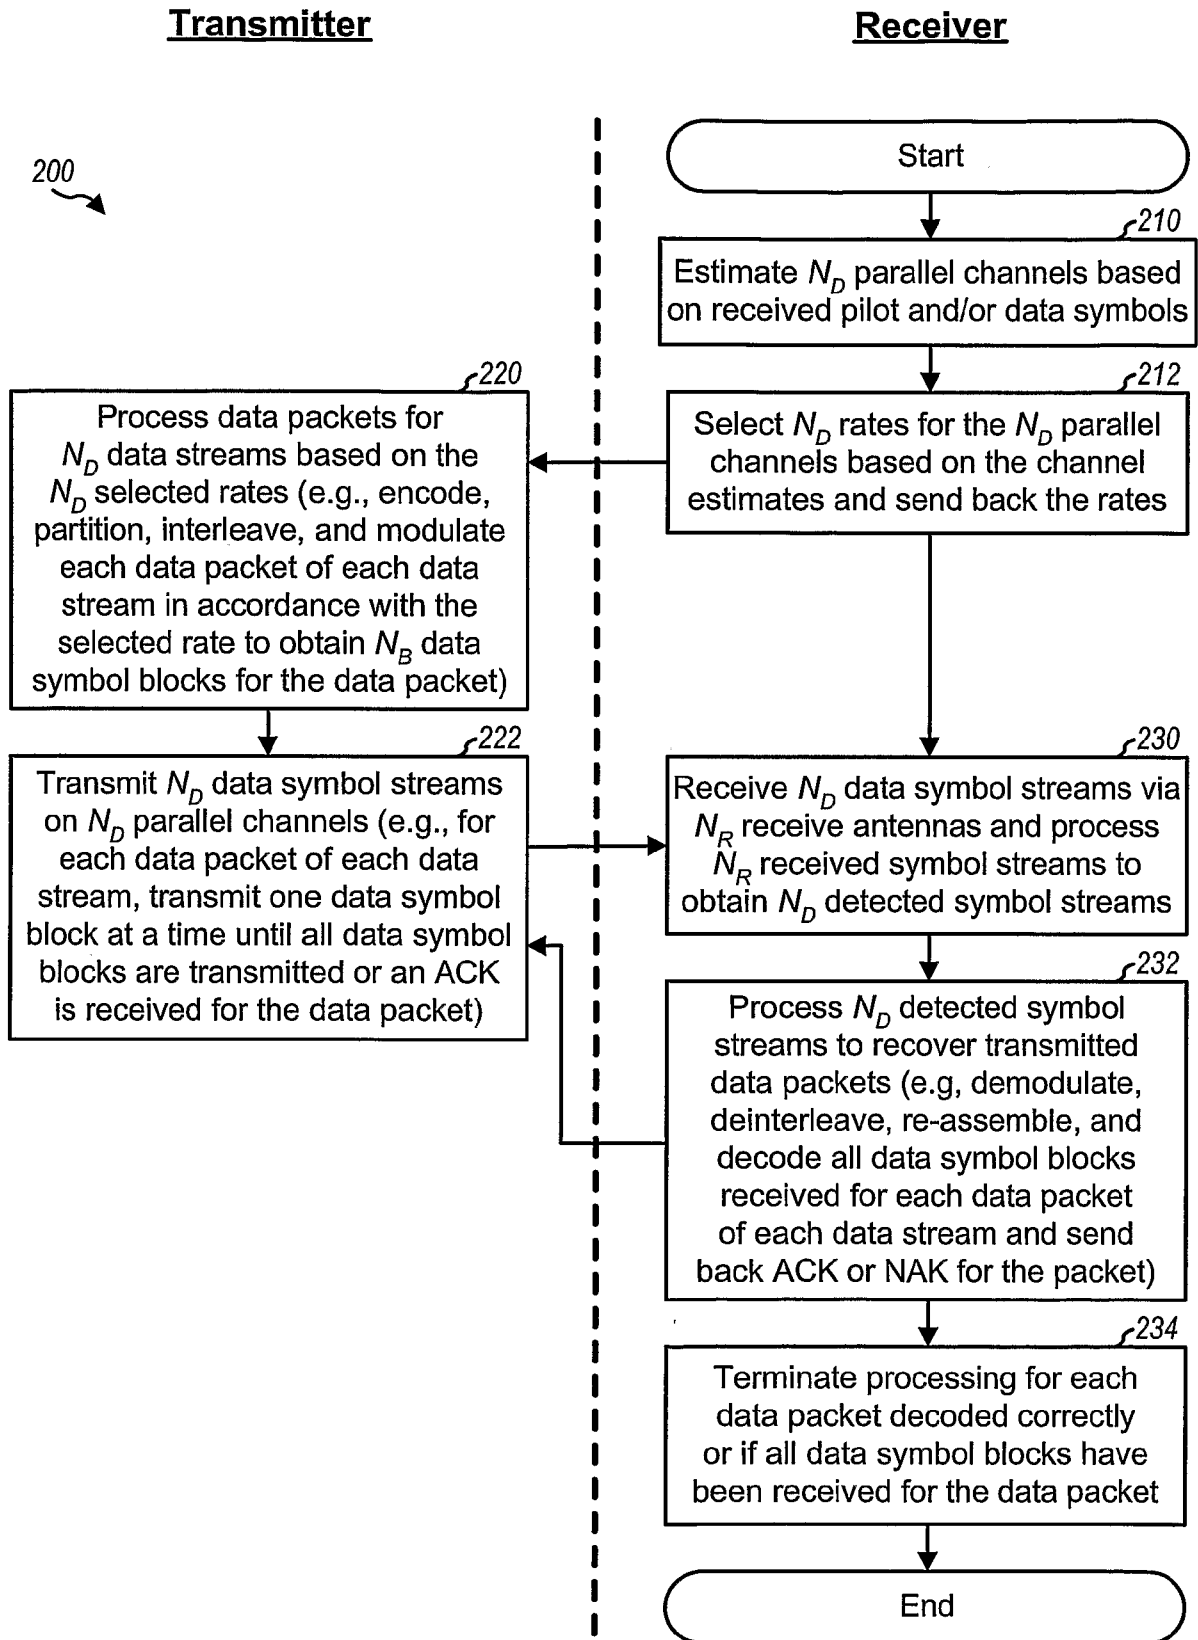 Transmitter
Receiver
200
Start
210
Estimate N_D parallel channels based
on received pilot and/or data symbols
212
Select N_D rates for the N_D parallel
channels based on the channel
estimates and send back the rates
220
Process data packets for
N_D data streams based on the
N_D selected rates (e.g., encode,
partition, interleave, and modulate
each data packet of each data
stream in accordance with the
selected rate to obtain N_B data
symbol blocks for the data packet)
222
Transmit N_D data symbol streams
on N_D parallel channels (e.g., for
each data packet of each data
stream, transmit one data symbol
block at a time until all data symbol
blocks are transmitted or an ACK
is received for the data packet)
230
Receive N_D data symbol streams via
N_R receive antennas and process
N_R received symbol streams to
obtain N_D detected symbol streams
232
Process N_D detected symbol
streams to recover transmitted
data packets (e.g, demodulate,
deinterleave, re-assemble, and
decode all data symbol blocks
received for each data packet
of each data stream and send
back ACK or NAK for the packet)
234
Terminate processing for each
data packet decoded correctly
or if all data symbol blocks have
been received for the data packet
End